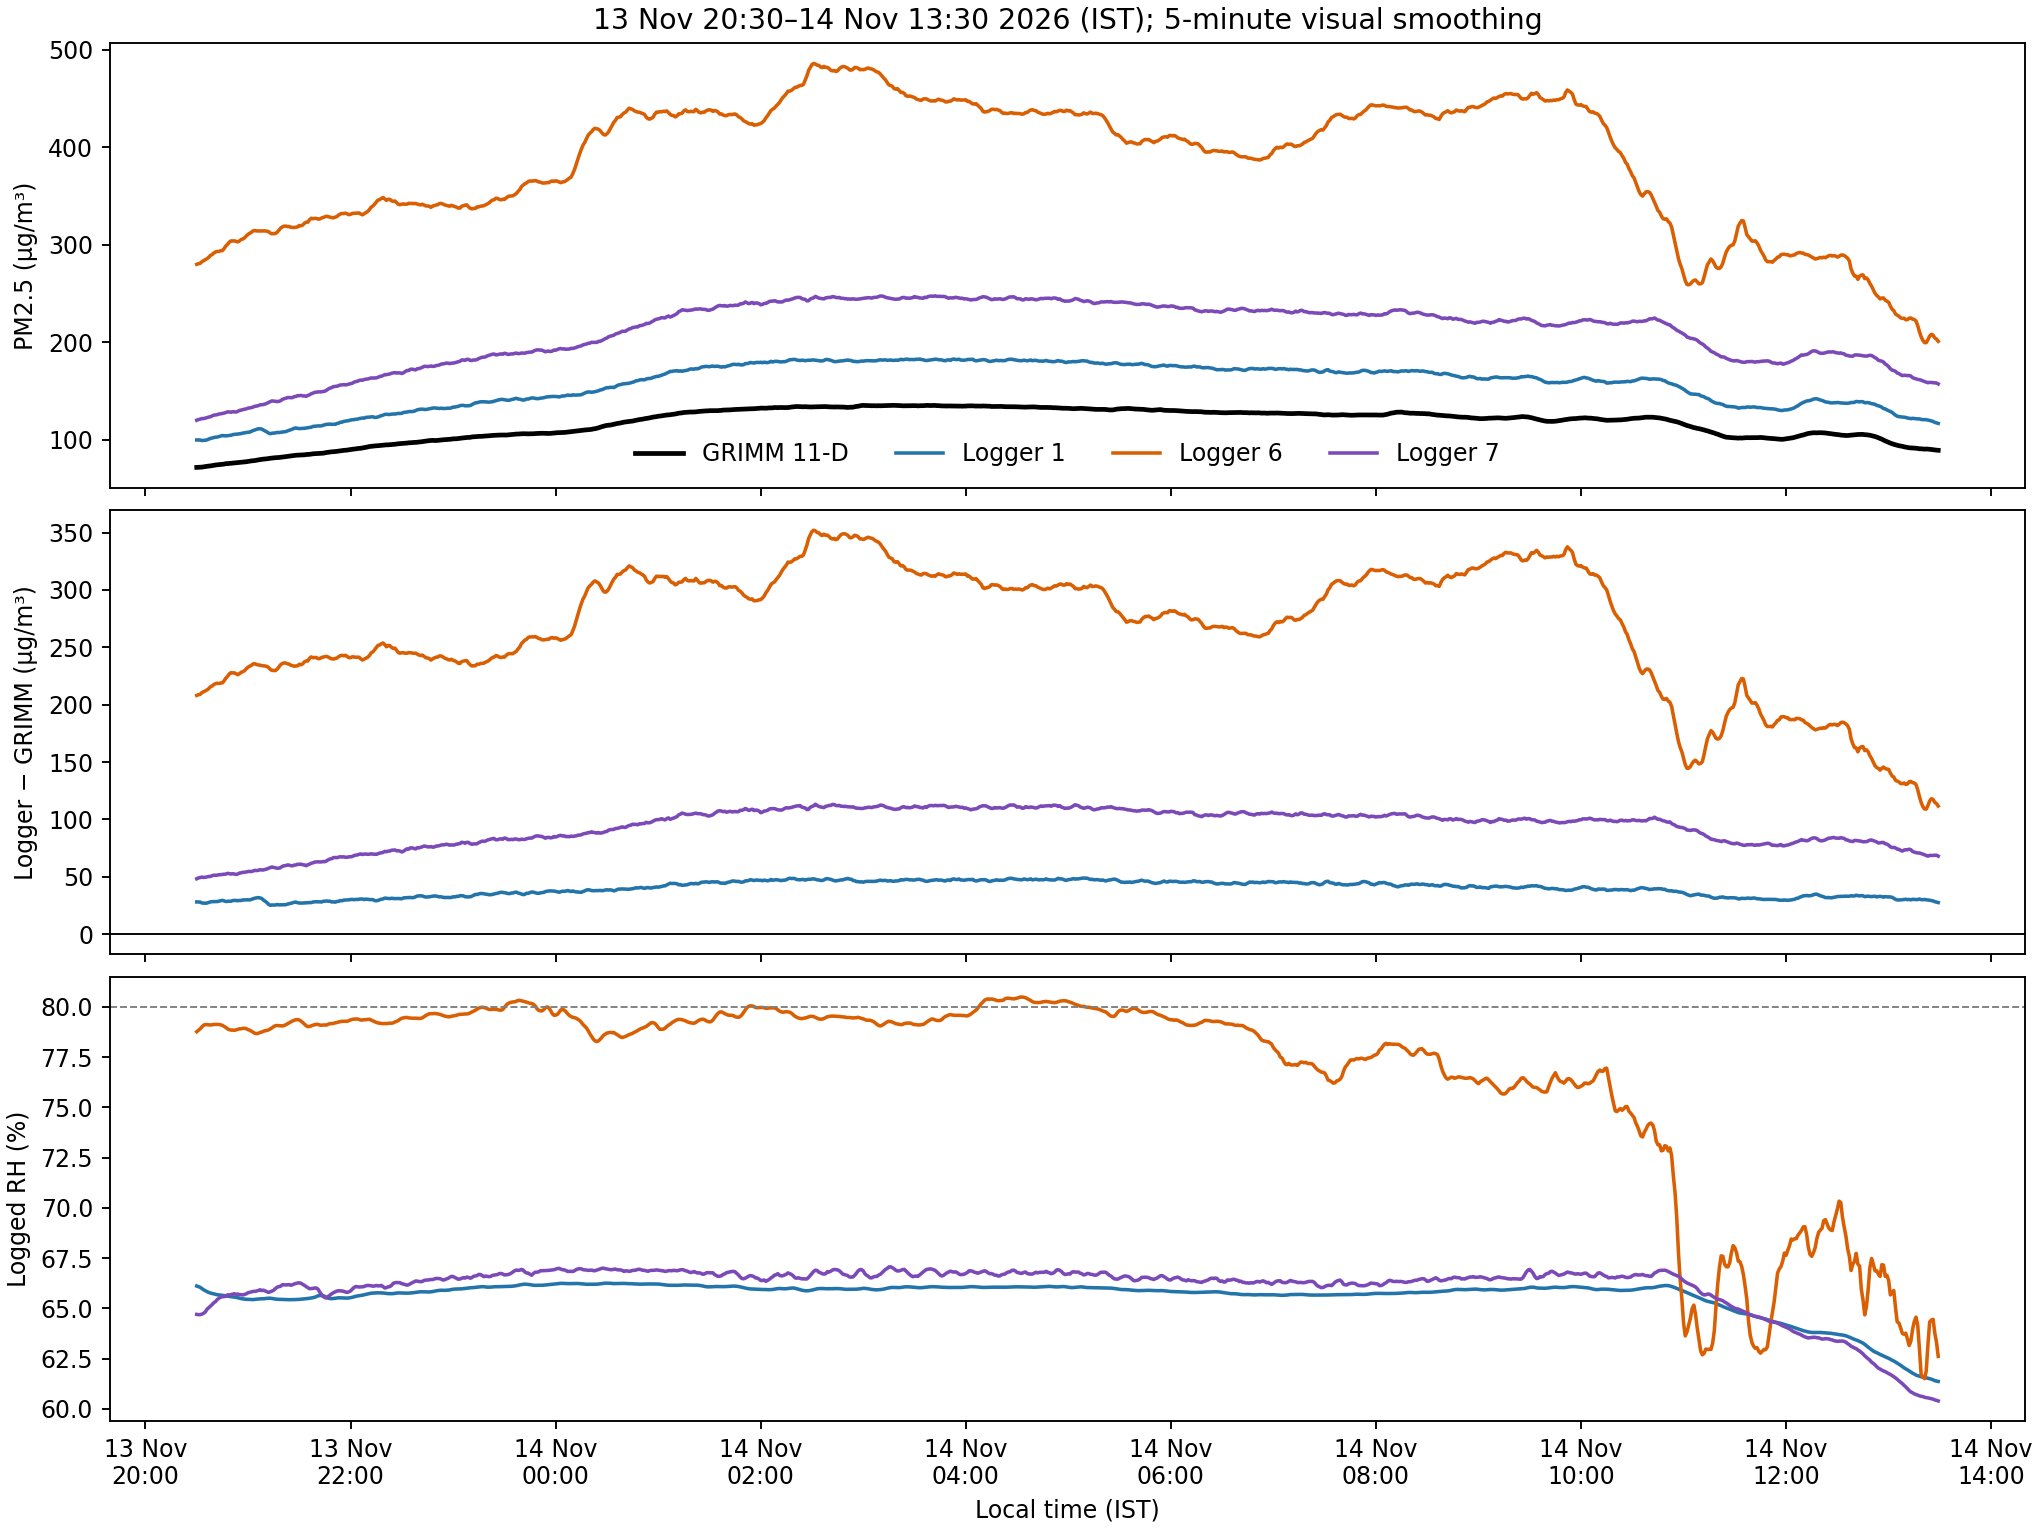 13 Nov 20:30–14 Nov 13:30 2026 (IST); 5-minute visual smoothing
PM2.5 (µg/m³)
500
400
300
200
100
GRIMM 11-D
Logger 1
Logger 6
Logger 7
Logger − GRIMM (µg/m³)
350
300
250
200
150
100
50
0
Logged RH (%)
80.0
77.5
75.0
72.5
70.0
67.5
65.0
62.5
60.0
13 Nov
20:00
13 Nov
22:00
14 Nov
00:00
14 Nov
02:00
14 Nov
04:00
14 Nov
06:00
14 Nov
08:00
14 Nov
10:00
14 Nov
12:00
14 Nov
14:00
Local time (IST)